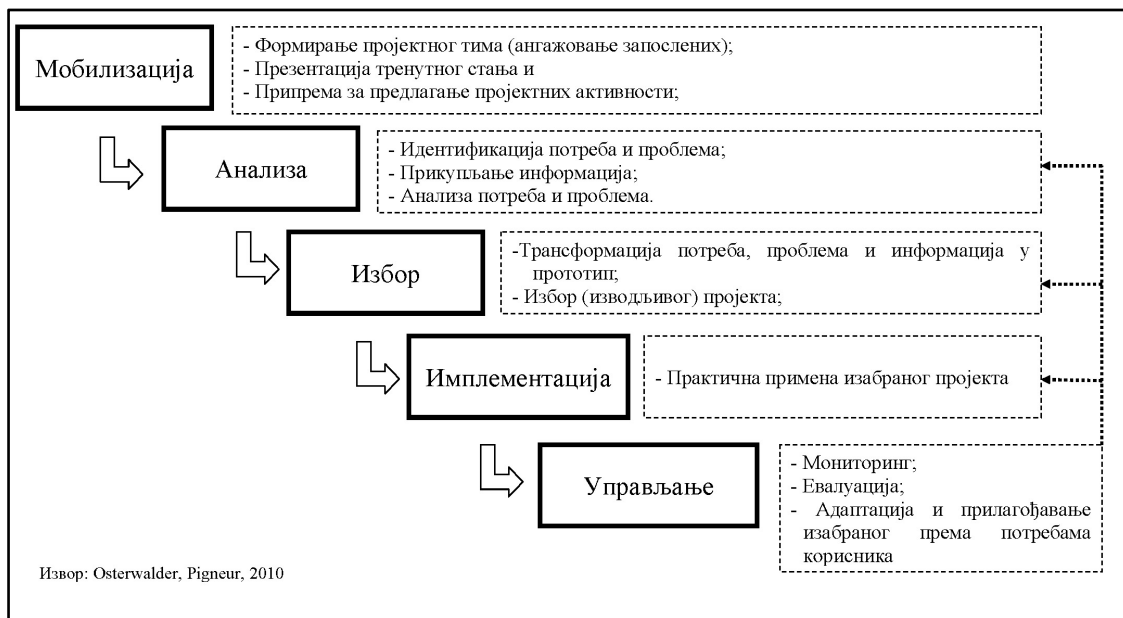 Мобилизација
- Формирање пројектног тима (ангажовање запослених);
- Презентација тренутног стања и
- Припрема за предлагање пројектних активности;
Анализа
- Идентификација потреба и проблема;
- Прикупљање информација;
- Анализа потреба и проблема.
Избор
-Трансформација потреба, проблема и информација у
прототип;
- Избор (изводљивог) пројекта;
Имплементација
- Практична примена изабраног пројекта
Управљање
- Мониторинг;
- Евалуација;
- Адаптација и прилагођавање
изабраног према потребама
корисника
Извор: Osterwalder, Pigneur, 2010